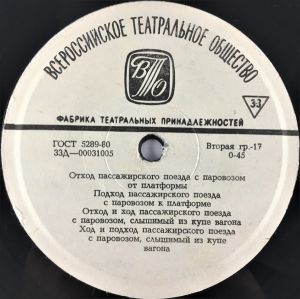 ВСЕРОССИЙСКОЕ ТЕАТРАЛЬНОЕ ОБЩЕСТВО
ВТО
33
ФАБРИКА ТЕАТРАЛЬНЫХ ПРИНАДЛЕЖНОСТЕЙ
ГОСТ 5289-80 Вторая гр.-17
33Д—00031005 0-45
Отход пассажирского поезда с паровозом
от платформы
Подход пассажирского поезда
с паровозом к платформе
Отход и ход пассажирского поезда
с паровозом, слышимый из купе вагона
Ход и подход пассажирского поезда
с паровозом, слышимый из купе
вагона